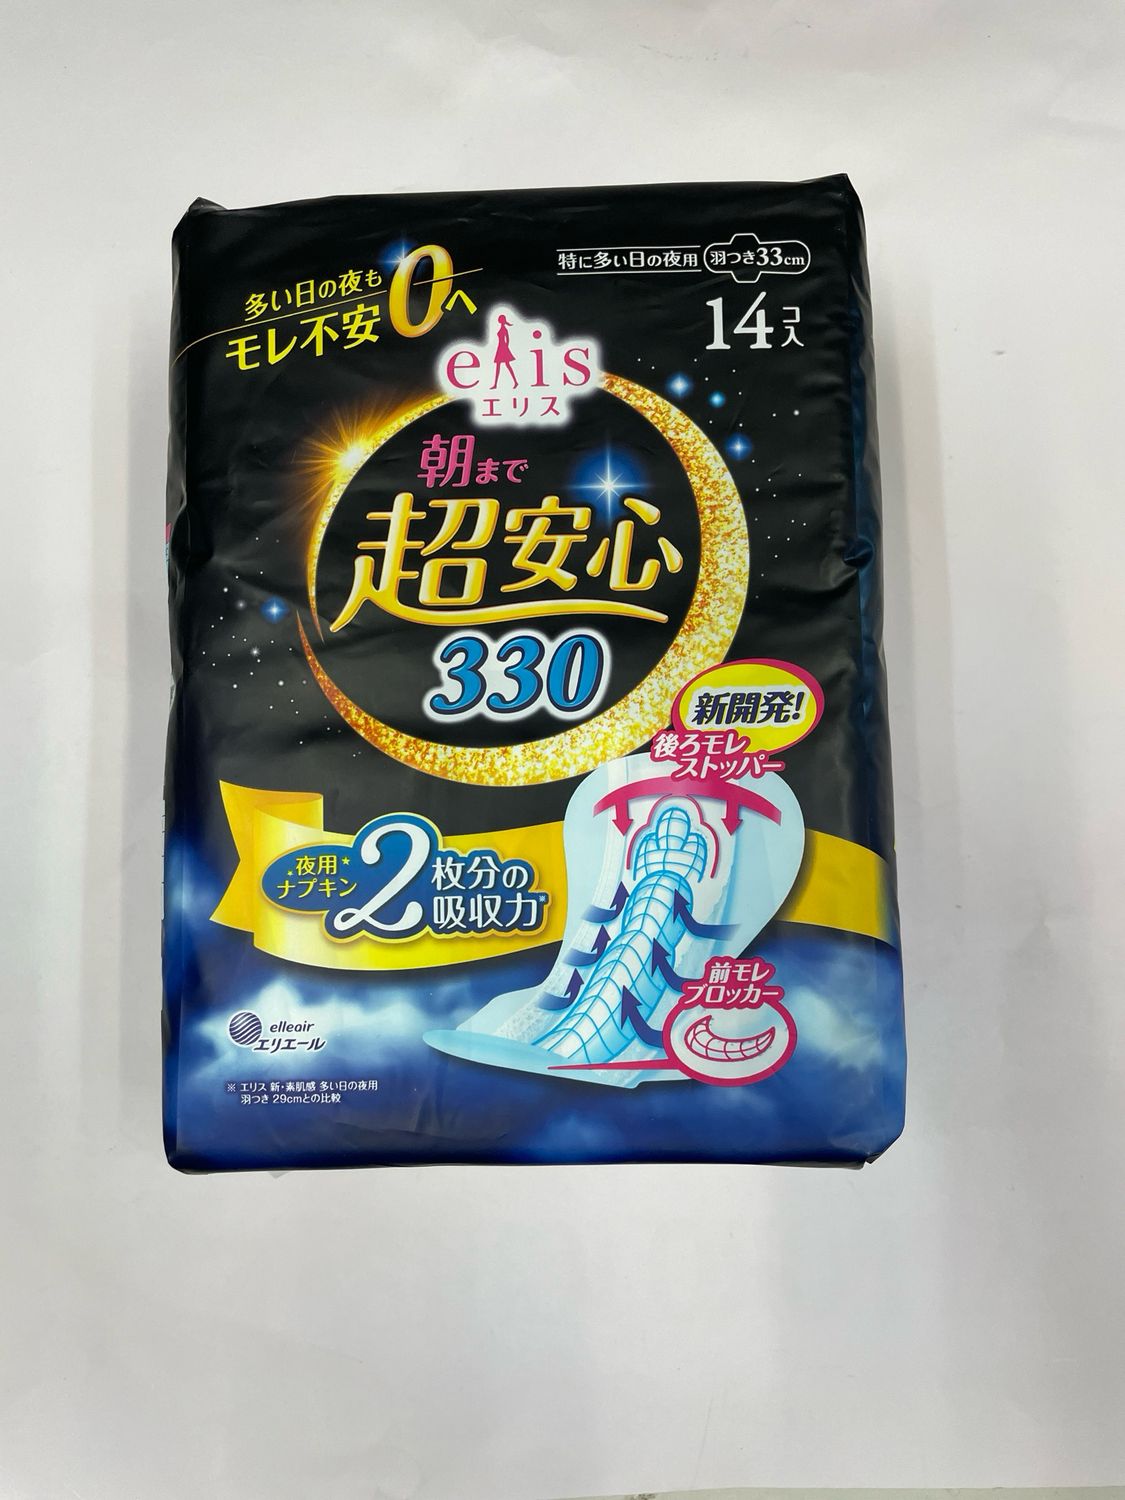 多い日の夜も
モレ不安0へ
特に多い日の夜用 羽つき33cm
14コ入
elis
エリス
朝まで
超安心
330
新開発!
後ろモレ
ストッパー
夜用
ナプキン
2枚分の
吸収力※
前モレ
ブロッカー
elleair
エリエール
※ エリス 新・素肌感 多い日の夜用
羽つき 29cmとの比較